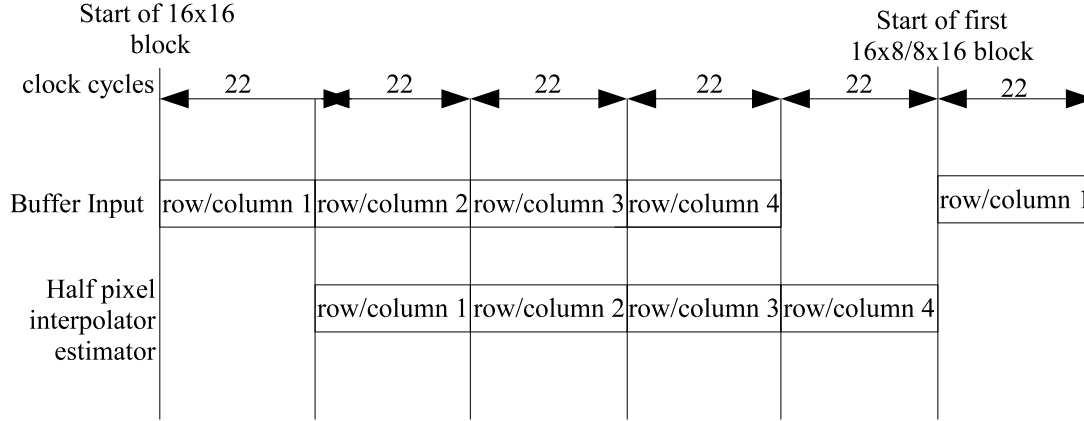 Start of 16x16
block
Start of first
16x8/8x16 block
clock cycles
22 22 22 22 22 22
Buffer Input
row/column 1 row/column 2 row/column 3 row/column 4 row/column 1
Half pixel
interpolator
estimator
row/column 1 row/column 2 row/column 3 row/column 4